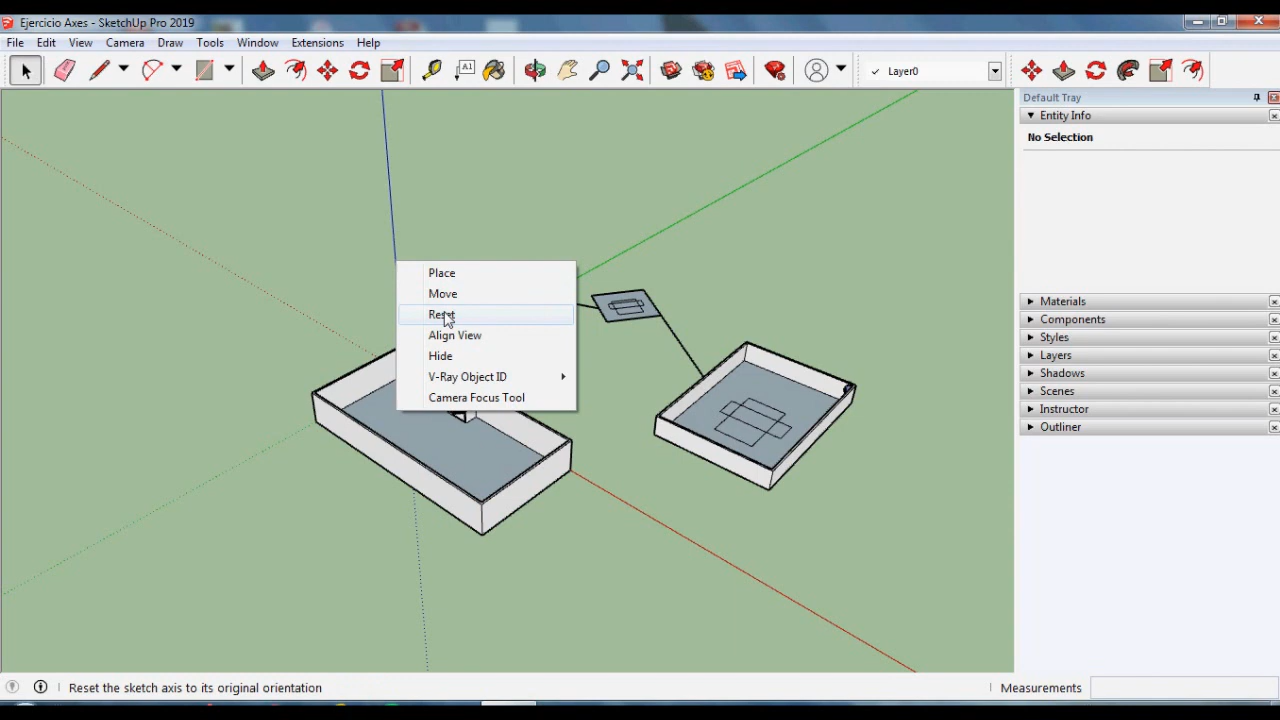 Ejercicio Axes - SketchUp Pro 2019
File Edit View Camera Draw Tools Window Extensions Help
A1
Layer0
Default Tray
Entity Info
No Selection
Place
Move
Reset
Align View
Hide
V-Ray Object ID
Camera Focus Tool
Materials
Components
Styles
Layers
Shadows
Scenes
Instructor
Outliner
Reset the sketch axis to its original orientation
Measurements